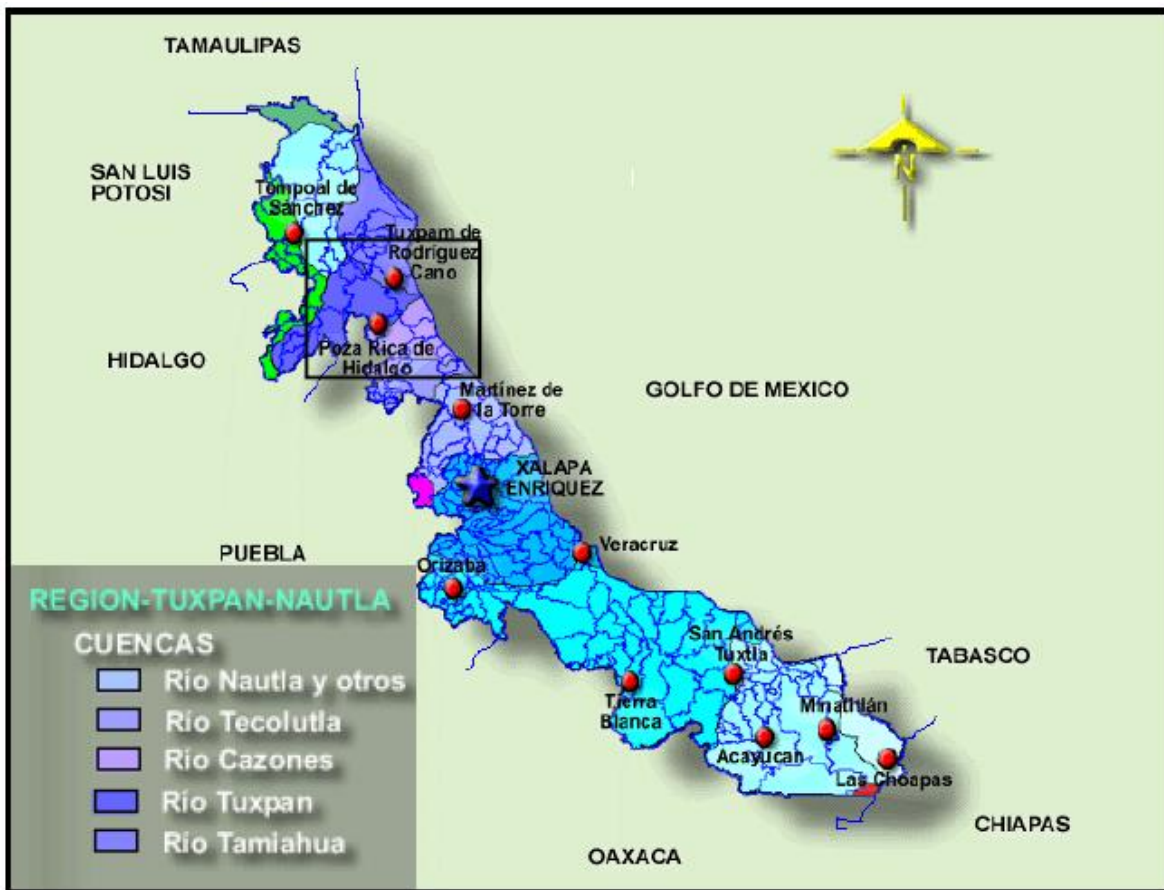 TAMAULIPAS
SAN LUIS
POTOSI
Tompoal de
Sánchez
Tuxpam de
Rodríguez
Cano
N
HIDALGO
Poza Rica de
Hidalgo
Martínez de
la Torre
GOLFO DE MEXICO
XALAPA
ENRIQUEZ
PUEBLA
Orizaba
Veracruz
San Andrés
Tuxtla
TABASCO
Tierra
Blanca
Minatitlán
Acayucan
Las Choapas
CHIAPAS
OAXACA
REGION-TUXPAN-NAUTLA
CUENCAS
Río Nautla y otros
Río Tecolutla
Río Cazones
Río Tuxpan
Río Tamiahua